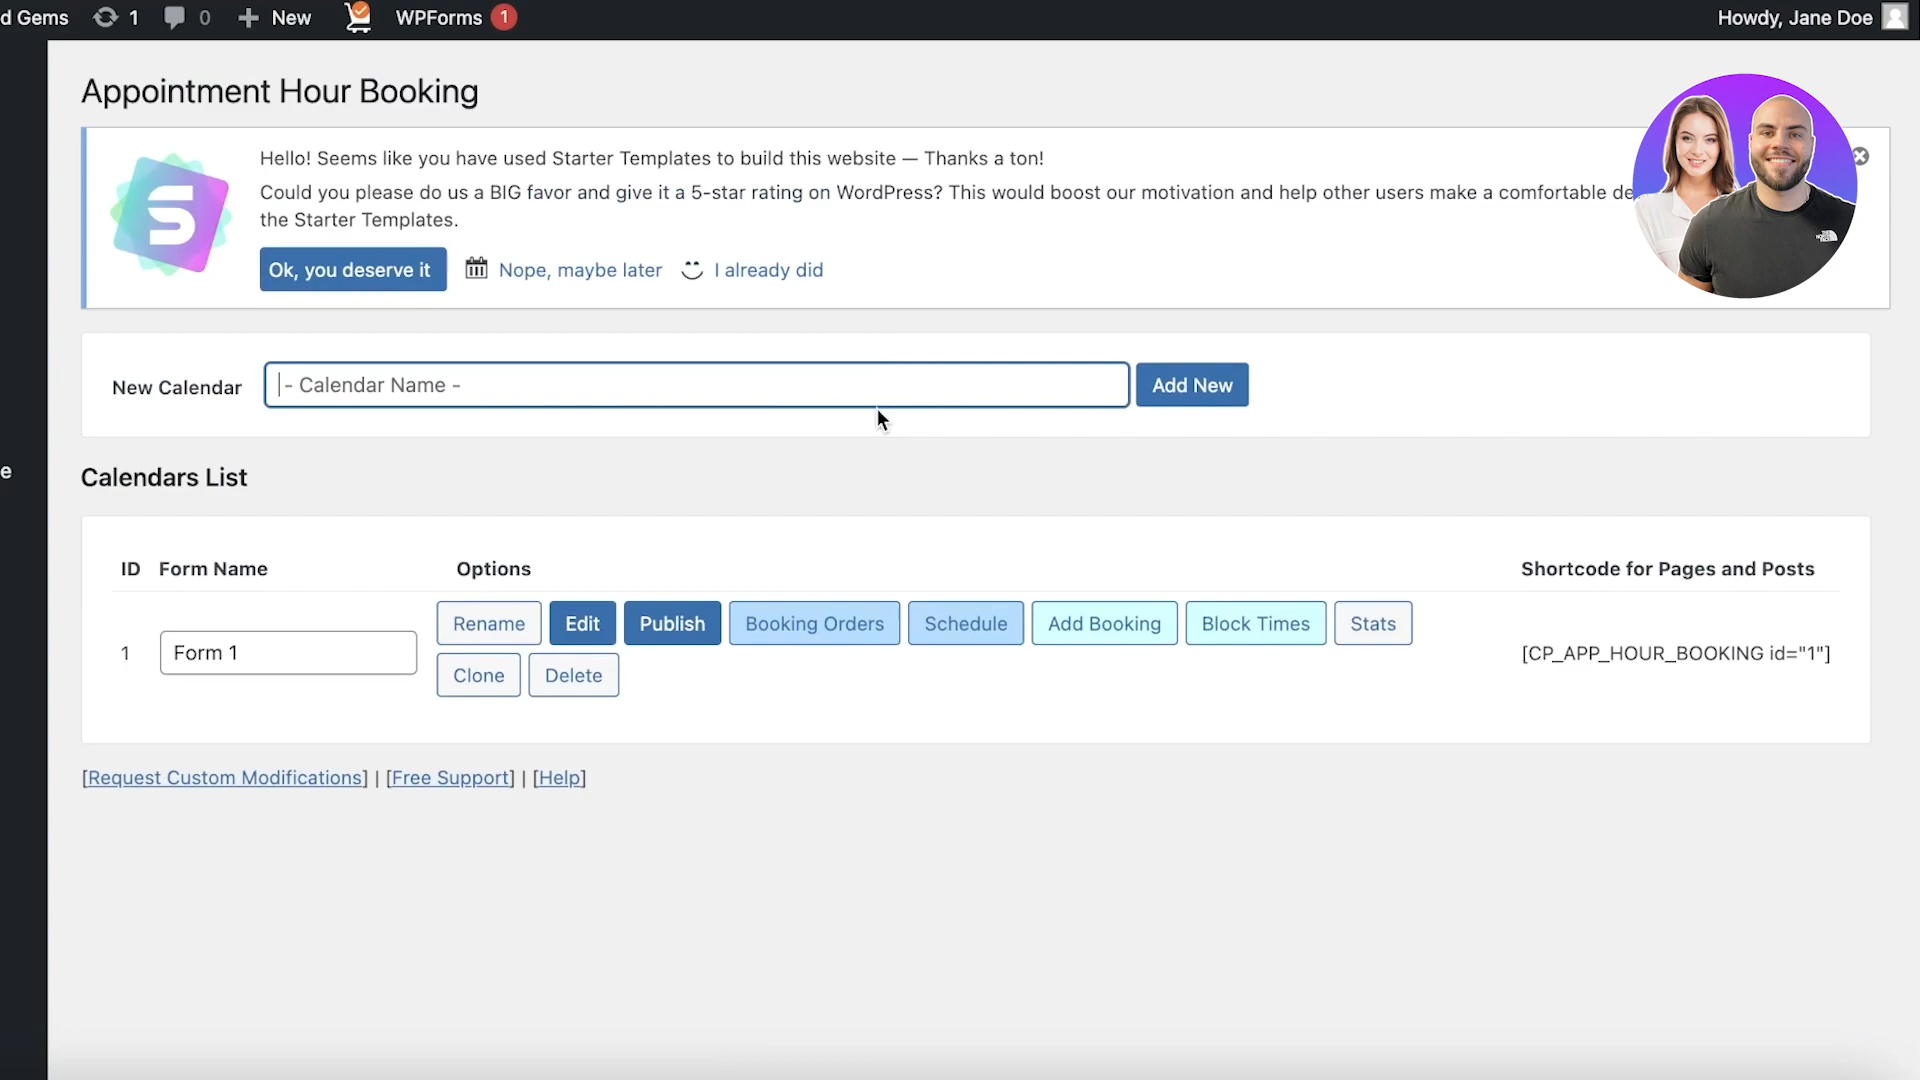 d Gems 1 0 New WPForms 1 Howdy, Jane Doe
Appointment Hour Booking
Hello! Seems like you have used Starter Templates to build this website — Thanks a ton!
Could you please do us a BIG favor and give it a 5-star rating on WordPress? This would boost our motivation and help other users make a comfortable de
the Starter Templates.
Ok, you deserve it Nope, maybe later I already did
New Calendar - Calendar Name - Add New
e
Calendars List
ID Form Name Options Shortcode for Pages and Posts
Rename Edit Publish Booking Orders Schedule Add Booking Block Times Stats
1 Form 1 [CP_APP_HOUR_BOOKING id="1"]
Clone Delete
[Request Custom Modifications] | [Free Support] | [Help]